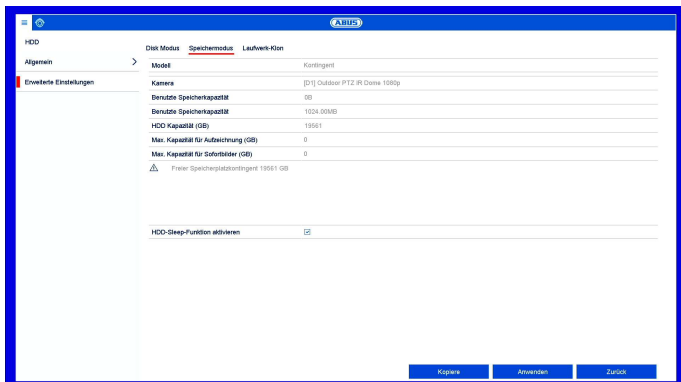 ABUS
HDD
Disk Modus Speichermodus Laufwerk-Klon
Allgemein
Modell Kontingent
Erweiterte Einstellungen
Kamera [D1] Outdoor PTZ IR Dome 1080p
Benutzte Speicherkapazität 0B
Benutzte Speicherkapazität 1024.00MB
HDD Kapazität (GB) 19561
Max. Kapazität für Aufzeichnung (GB) 0
Max. Kapazität für Sofortbilder (GB) 0
Freier Speicherplatzkontingent 19561 GB
HDD-Sleep-Funktion aktivieren
Kopiere Anwenden Zurück